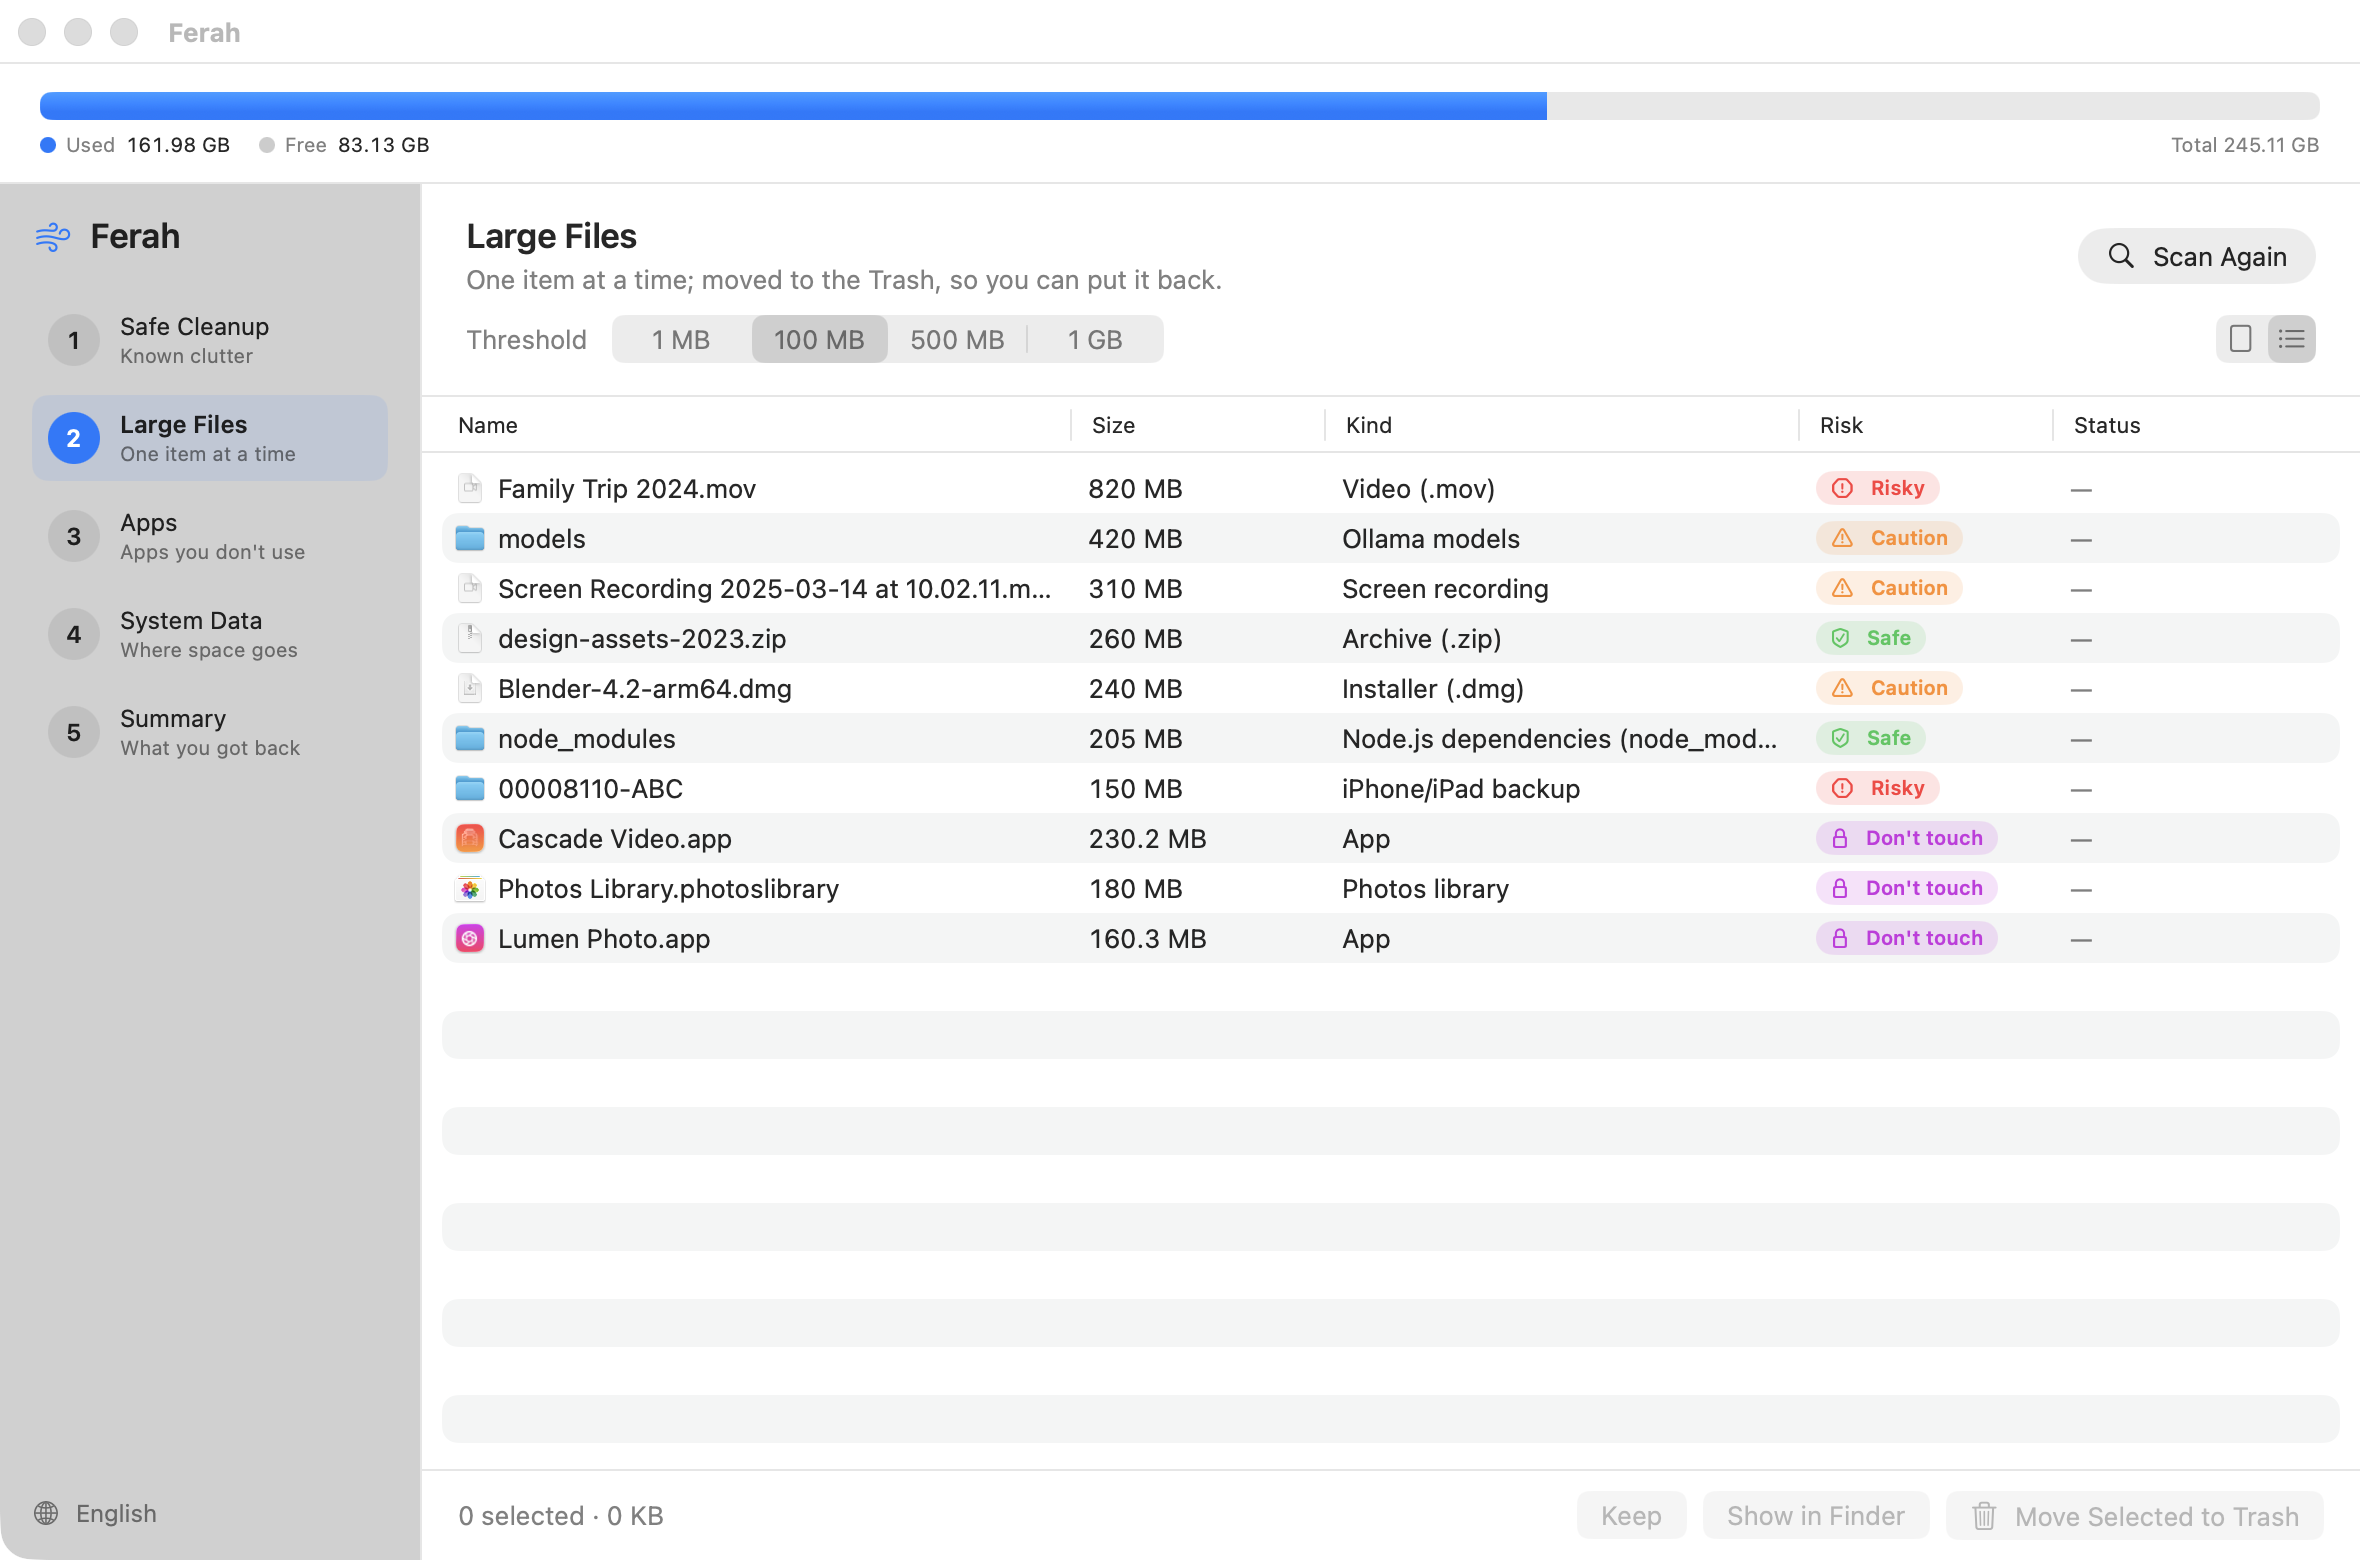 Ferah
Used 161.98 GB Free 83.13 GB Total 245.11 GB
Ferah
1 Safe Cleanup
Known clutter
2 Large Files
One item at a time
3 Apps
Apps you don't use
4 System Data
Where space goes
5 Summary
What you got back
English
Large Files
One item at a time; moved to the Trash, so you can put it back.
Scan Again
Threshold 1 MB 100 MB 500 MB 1 GB
Name Size Kind Risk Status
Family Trip 2024.mov 820 MB Video (.mov) Risky —
models 420 MB Ollama models Caution —
Screen Recording 2025-03-14 at 10.02.11.m... 310 MB Screen recording Caution —
design-assets-2023.zip 260 MB Archive (.zip) Safe —
Blender-4.2-arm64.dmg 240 MB Installer (.dmg) Caution —
node_modules 205 MB Node.js dependencies (node_mod... Safe —
00008110-ABC 150 MB iPhone/iPad backup Risky —
Cascade Video.app 230.2 MB App Don't touch —
Photos Library.photoslibrary 180 MB Photos library Don't touch —
Lumen Photo.app 160.3 MB App Don't touch —
0 selected · 0 KB Keep Show in Finder Move Selected to Trash